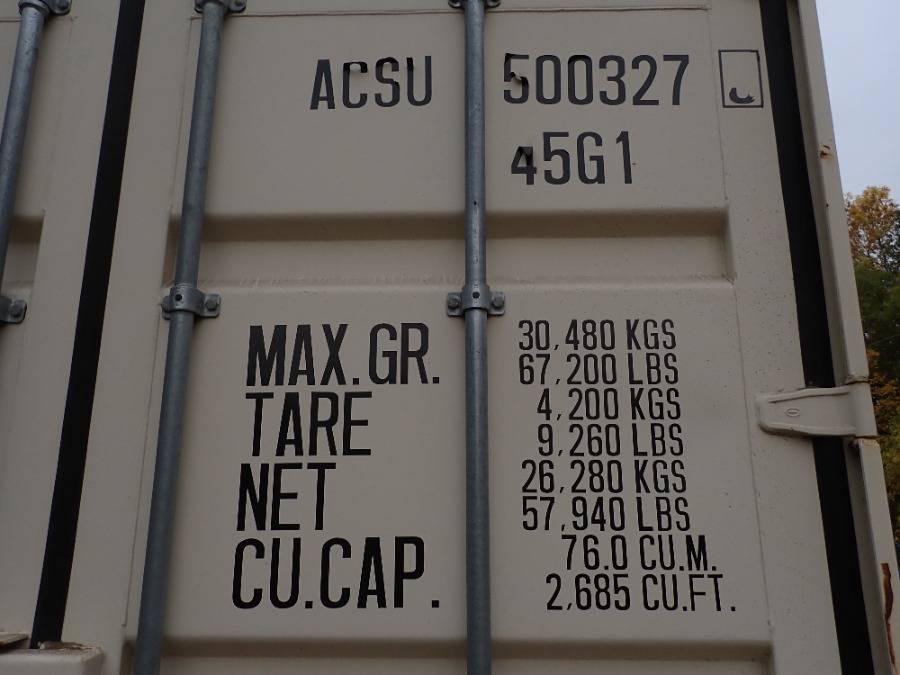 ACSU 500327
45G1
MAX.GR. 30,480 KGS
67,200 LBS
TARE 4,200 KGS
9,260 LBS
NET 26,280 KGS
57,940 LBS
CU.CAP. 76.0 CU.M.
2,685 CU.FT.